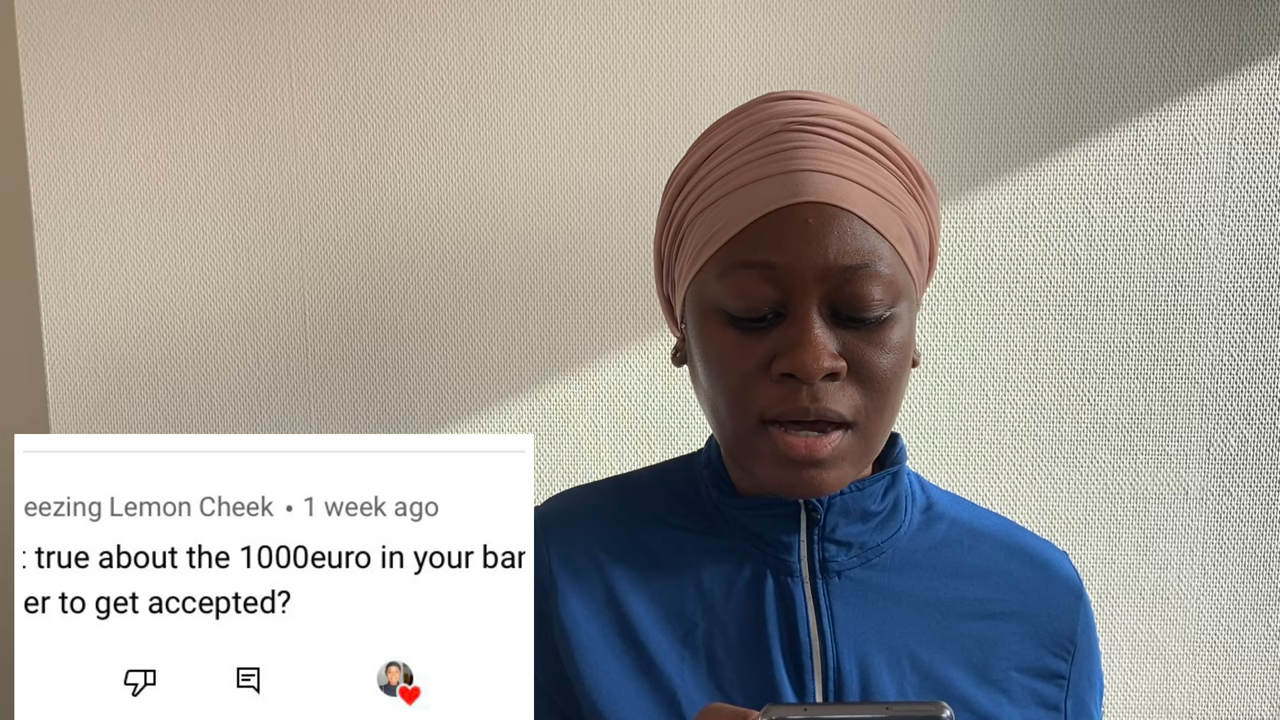 eezing Lemon Cheek • 1 week ago
: true about the 1000euro in your bar
er to get accepted?